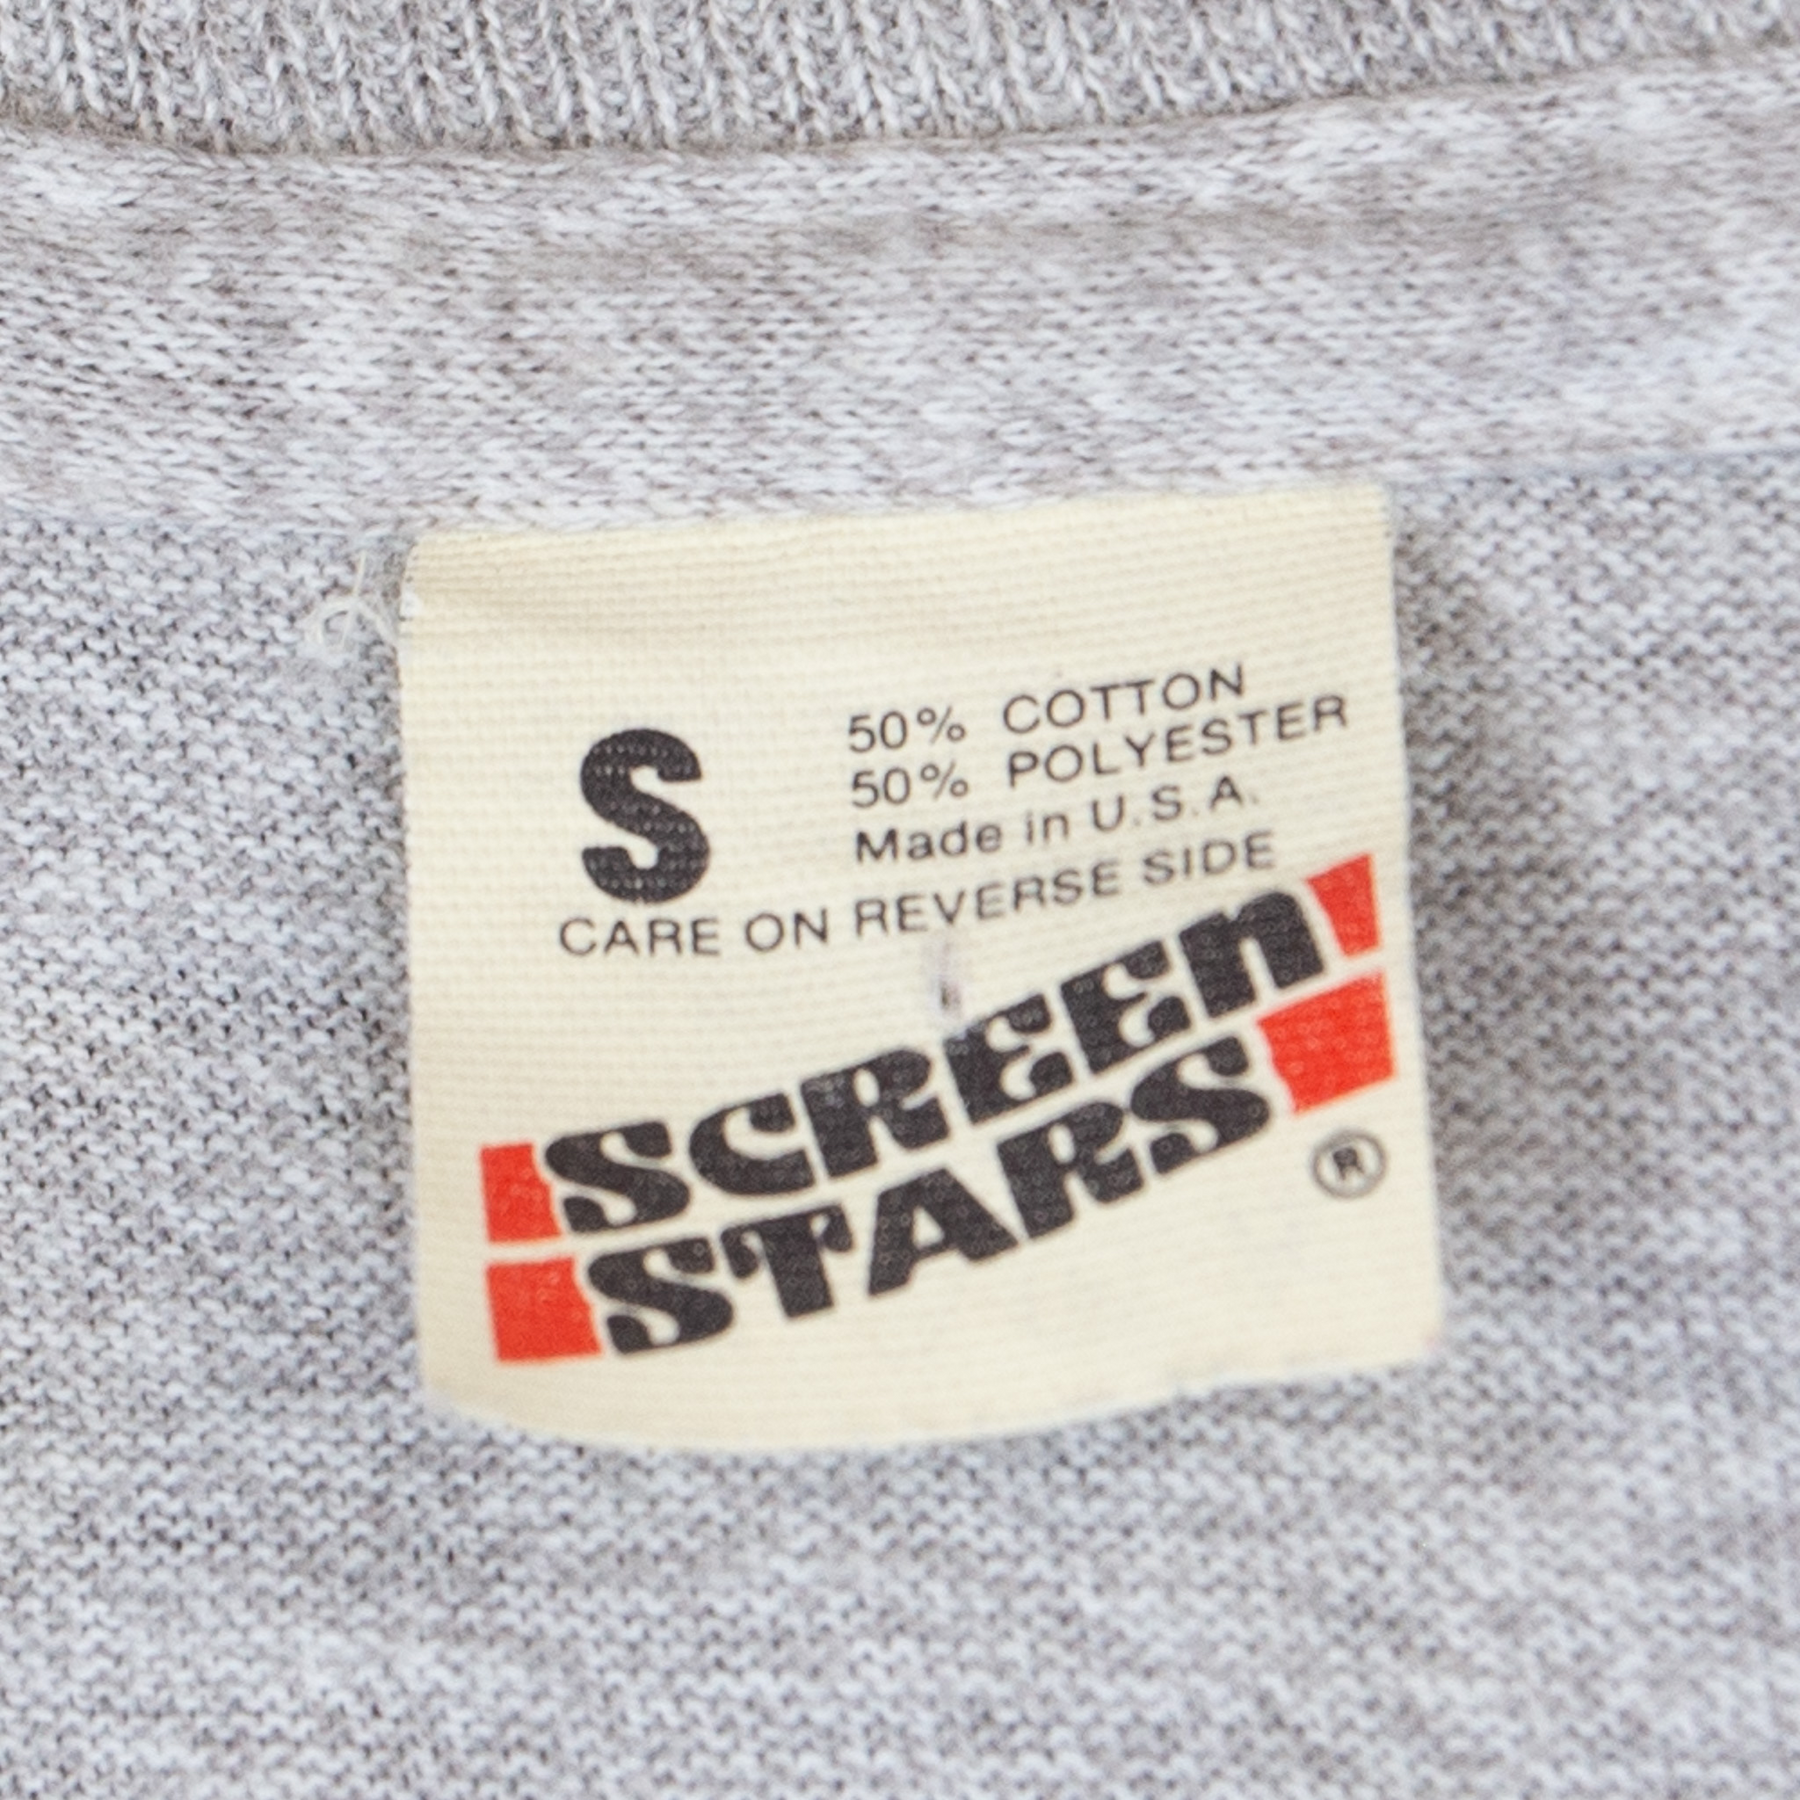 S
50% COTTON
50% POLYESTER
Made in U.S.A.
CARE ON REVERSE SIDE
SCREEN
STARS
®